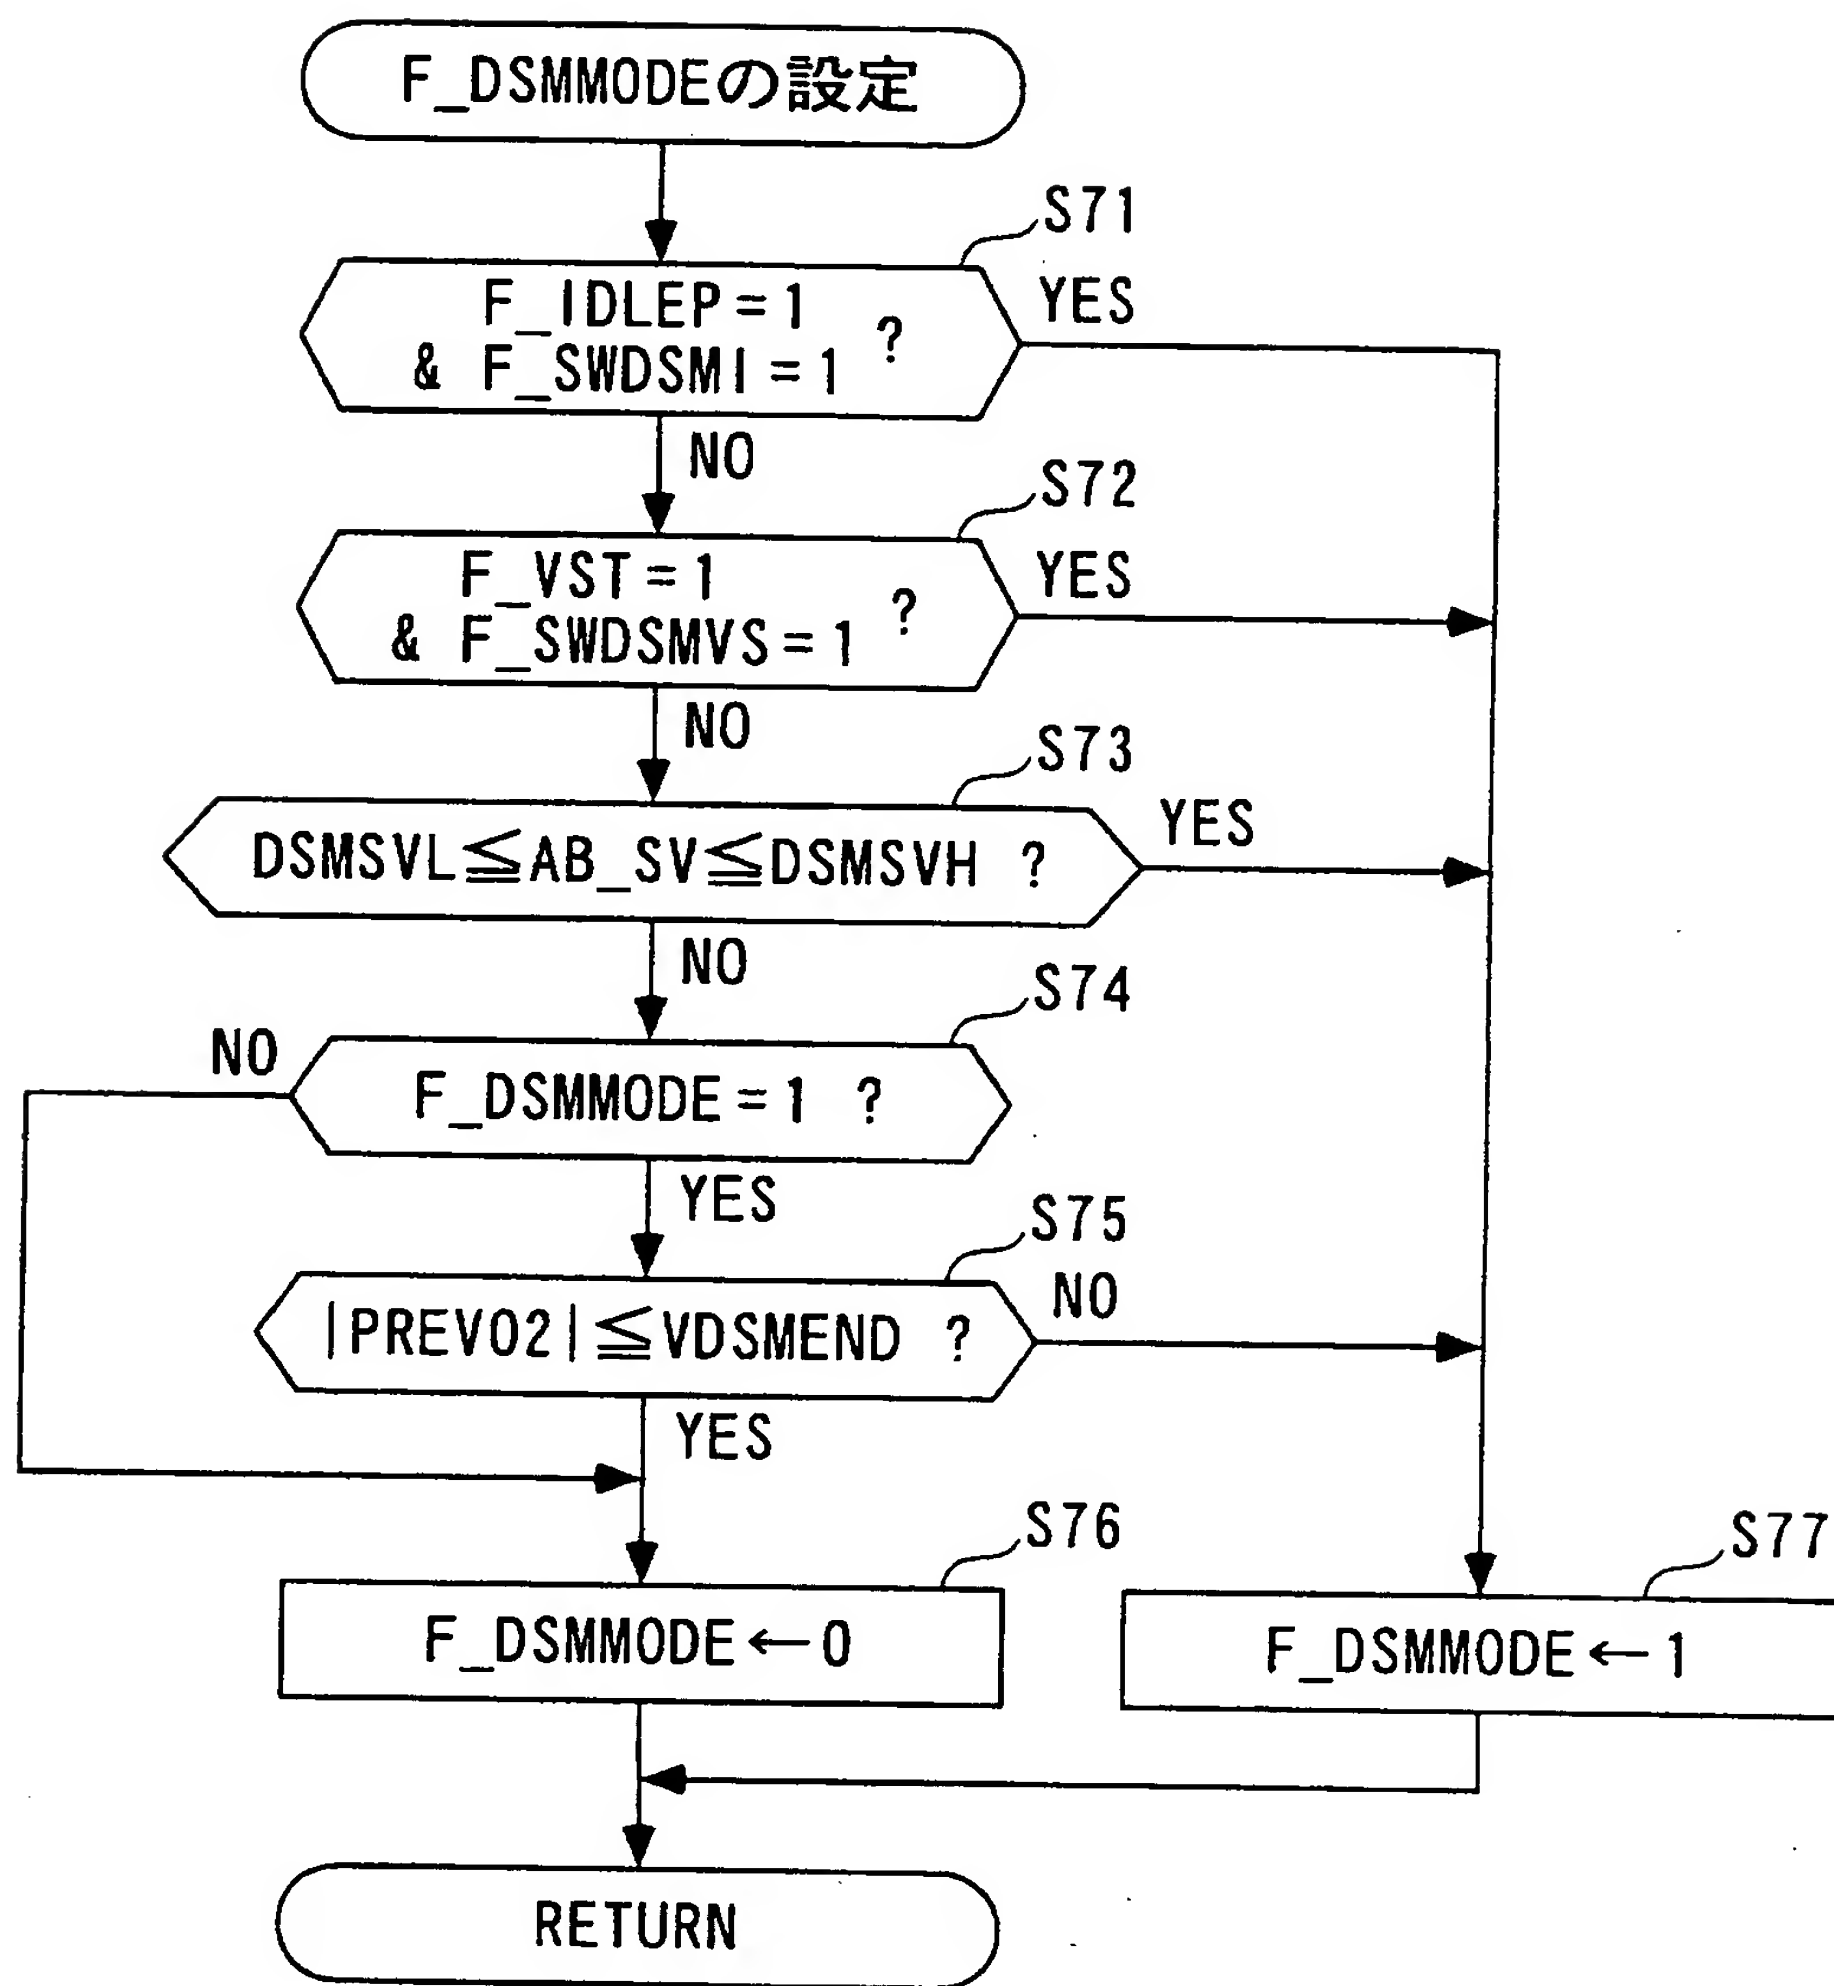 F_DSMMODEの設定
S71
F_IDLEP=1
& F_SWDSMI=1 ?
YES
NO
S72
F_VST=1
& F_SWDSMVS=1 ?
YES
NO
S73
DSMSVL≦AB_SV≦DSMSVH ?
YES
NO
S74
F_DSMMODE=1 ?
NO
YES
S75
|PREVO2|≦VDSMEND ?
NO
YES
S76
F_DSMMODE←0
S77
F_DSMMODE←1
RETURN